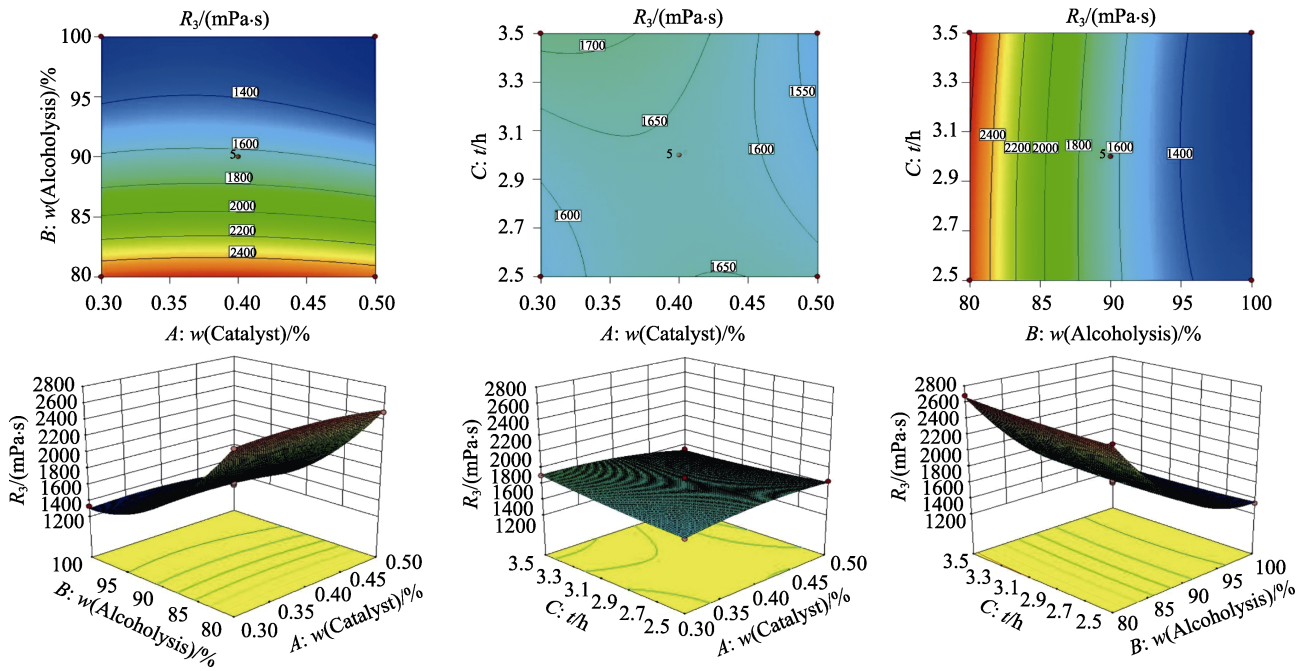 R₃/(mPa·s)
100
95
90
85
80
B: w(Alcoholysis)/%
1400
1600
5
1800
2000
2200
2400
0.30 0.35 0.40 0.45 0.50
A: w(Catalyst)/%
R₃/(mPa·s)
3.5
3.3
3.1
2.9
2.7
2.5
C: t/h
1700
1550
1650
1600
5
1600
1650
0.30 0.35 0.40 0.45 0.50
A: w(Catalyst)/%
R₃/(mPa·s)
3.5
3.3
3.1
2.9
2.7
2.5
C: t/h
2400 2200 2000 1800 5 1600 1400
80 85 90 95 100
B: w(Alcoholysis)/%
2800
2600
2400
2200
2000
1800
1600
1400
1200
R₃/(mPa·s)
100 95 90 85 80
B: w(Alcoholysis)/%
0.30 0.35 0.40 0.45 0.50
A: w(Catalyst)/%
2800
2600
2400
2200
2000
1800
1600
1400
1200
R₃/(mPa·s)
3.5 3.3 3.1 2.9 2.7 2.5
C: t/h
0.30 0.35 0.40 0.45 0.50
A: w(Catalyst)/%
2800
2600
2400
2200
2000
1800
1600
1400
1200
R₃/(mPa·s)
3.5 3.3 3.1 2.9 2.7 2.5
C: t/h
80 85 90 95 100
B: w(Alcoholysis)/%